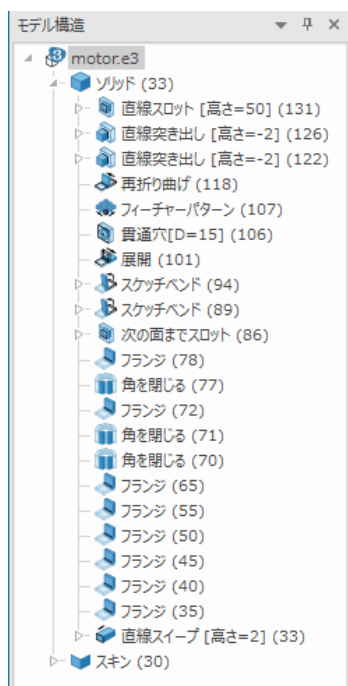 モデル構造
motor.e3
ソリッド (33)
直線スロット [高さ=50] (131)
直線突き出し [高さ=-2] (126)
直線突き出し [高さ=-2] (122)
再折り曲げ (118)
フィーチャーパターン (107)
貫通穴[D=15] (106)
展開 (101)
スケッチベンド (94)
スケッチベンド (89)
次の面までスロット (86)
フランジ (78)
角を閉じる (77)
フランジ (72)
角を閉じる (71)
角を閉じる (70)
フランジ (65)
フランジ (55)
フランジ (50)
フランジ (45)
フランジ (40)
フランジ (35)
直線スイープ [高さ=2] (33)
スキン (30)